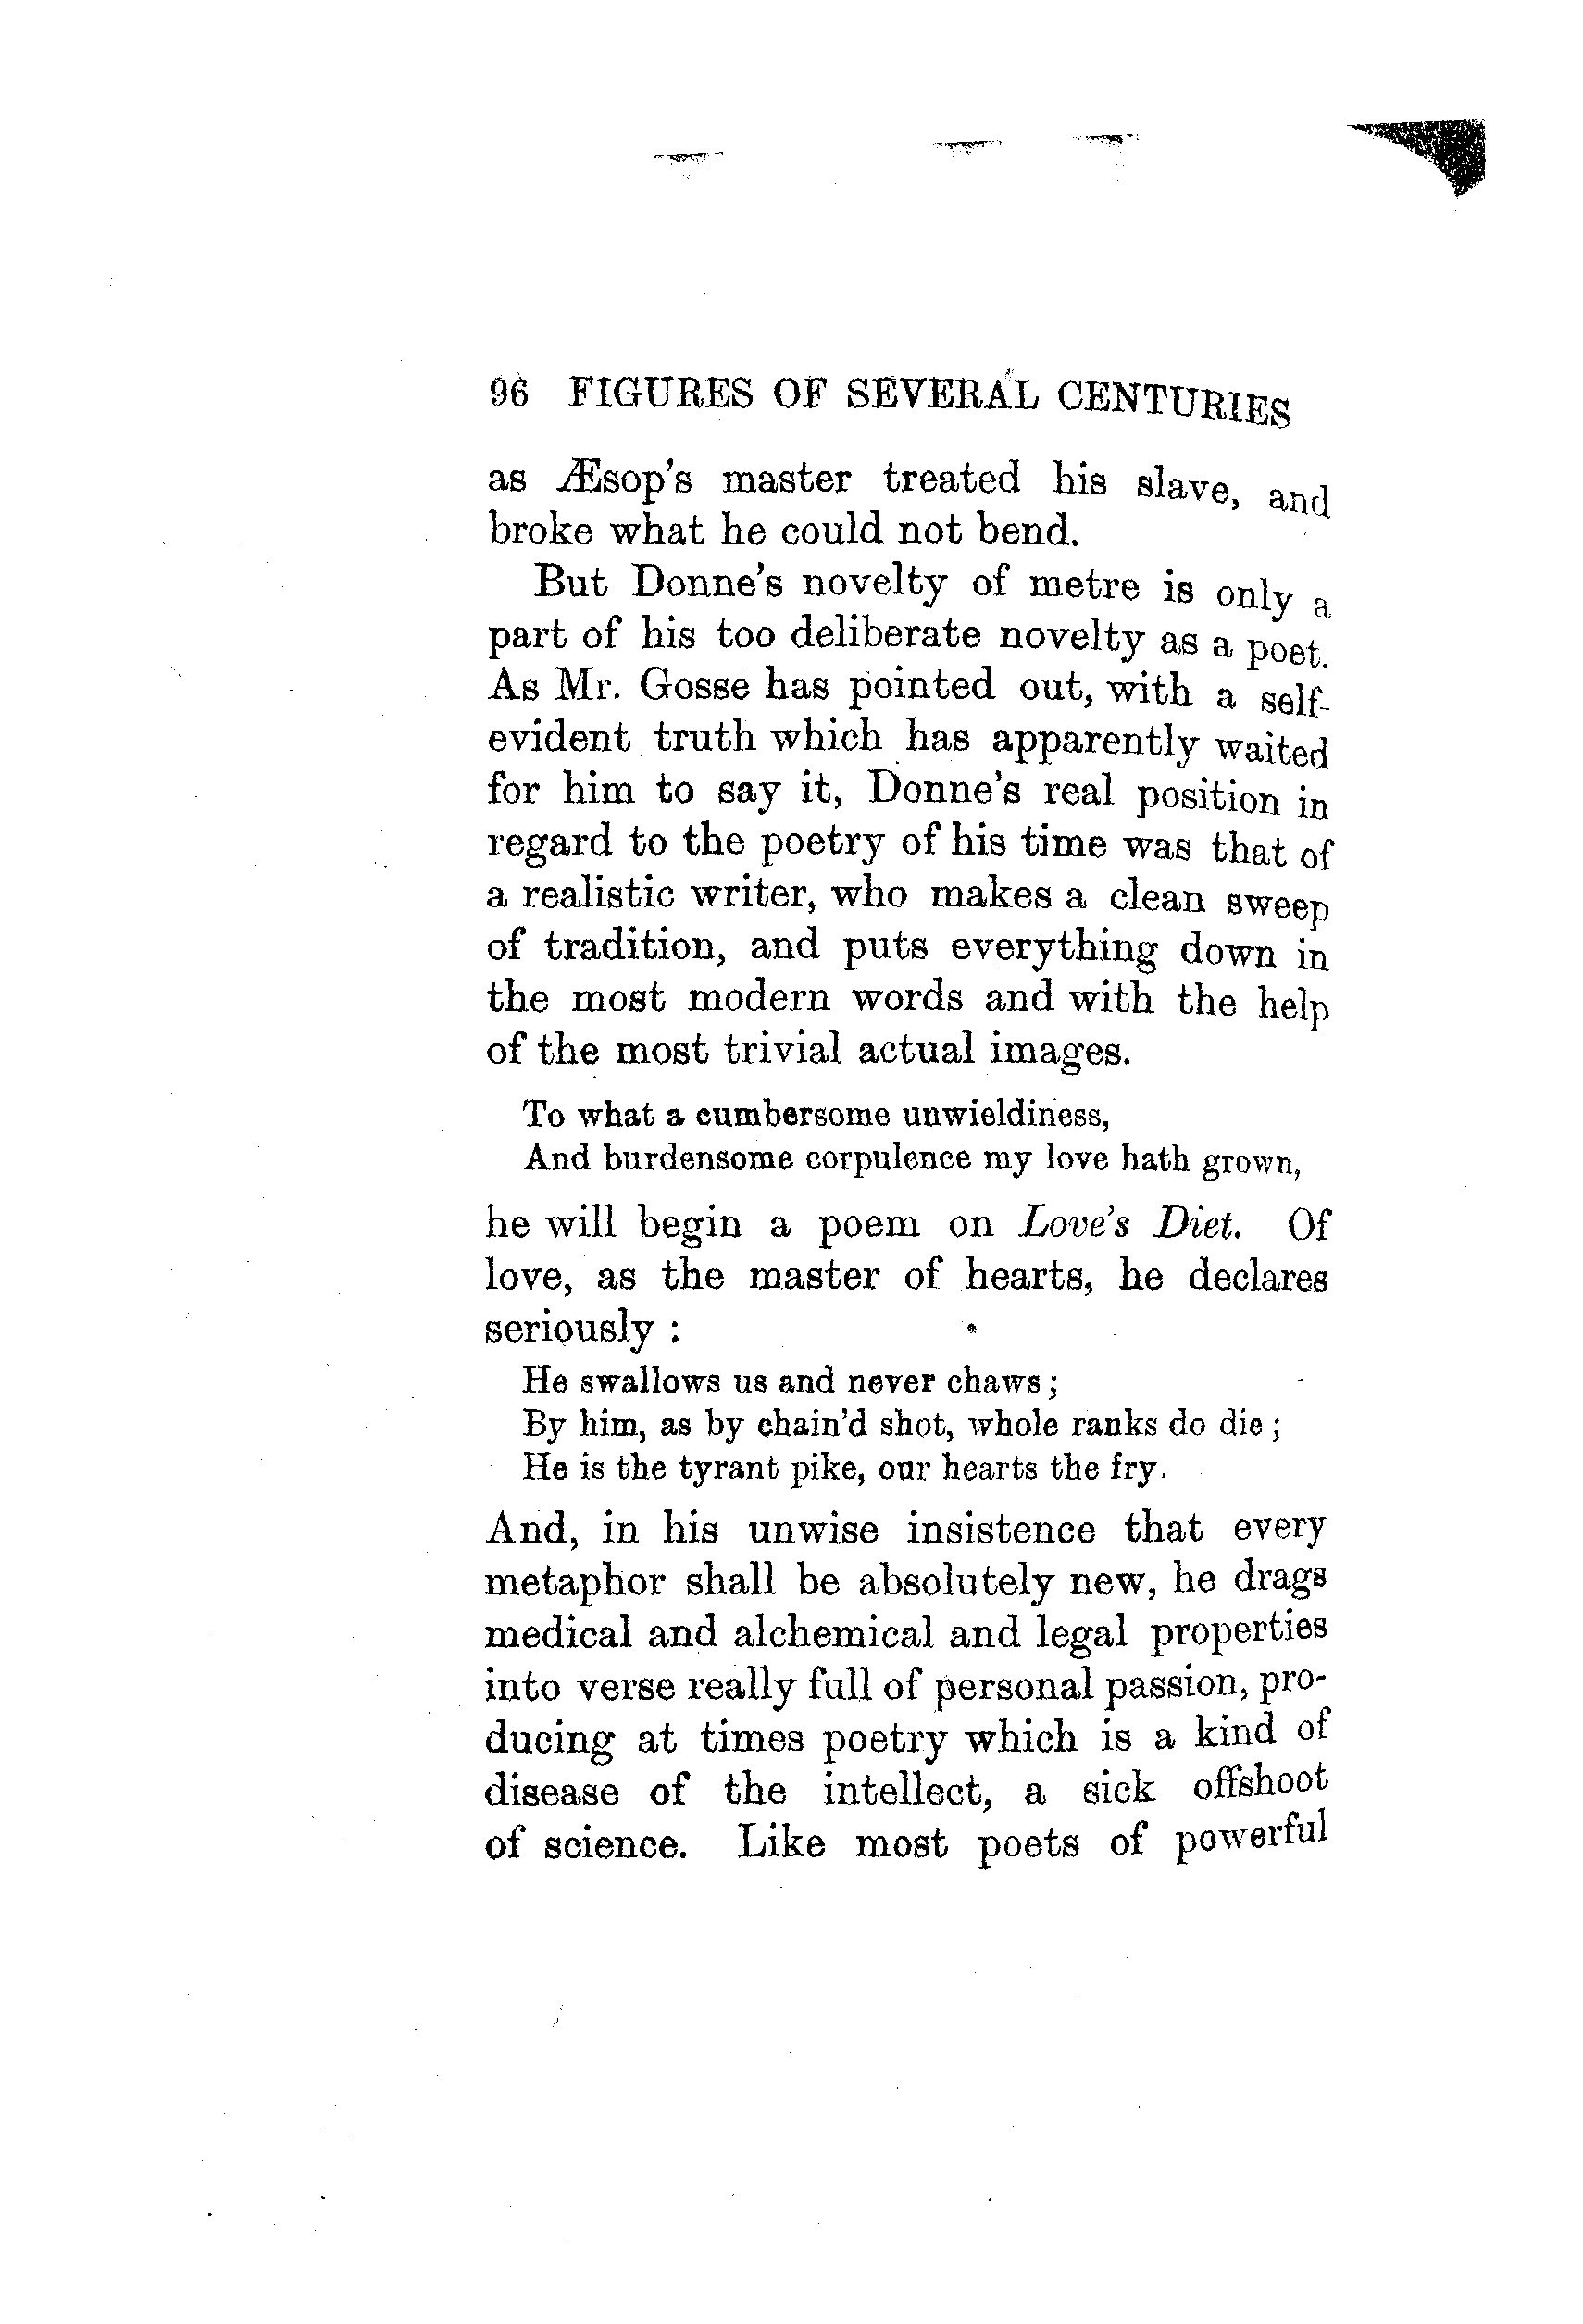 96 FIGURES OF SEVERAL CENTURIES
as Æsop's master treated his slave, and
broke what he could not bend.
But Donne's novelty of metre is only a
part of his too deliberate novelty as a poet.
As Mr. Gosse has pointed out, with a self-
evident truth which has apparently waited
for him to say it, Donne's real position in
regard to the poetry of his time was that of
a realistic writer, who makes a clean sweep
of tradition, and puts everything down in
the most modern words and with the help
of the most trivial actual images.
To what a cumbersome unwieldiness,
And burdensome corpulence my love hath grown,
he will begin a poem on Love's Diet. Of
love, as the master of hearts, he declares
seriously :
He swallows us and never chaws ;
By him, as by chain'd shot, whole ranks do die ;
He is the tyrant pike, our hearts the fry.
And, in his unwise insistence that every
metaphor shall be absolutely new, he drags
medical and alchemical and legal properties
into verse really full of personal passion, pro-
ducing at times poetry which is a kind of
disease of the intellect, a sick offshoot
of science. Like most poets of powerful